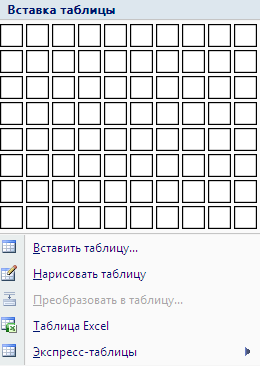 Вставка таблицы
Вставить таблицу...
Нарисовать таблицу
Преобразовать в таблицу...
Таблица Excel
Экспресс-таблицы